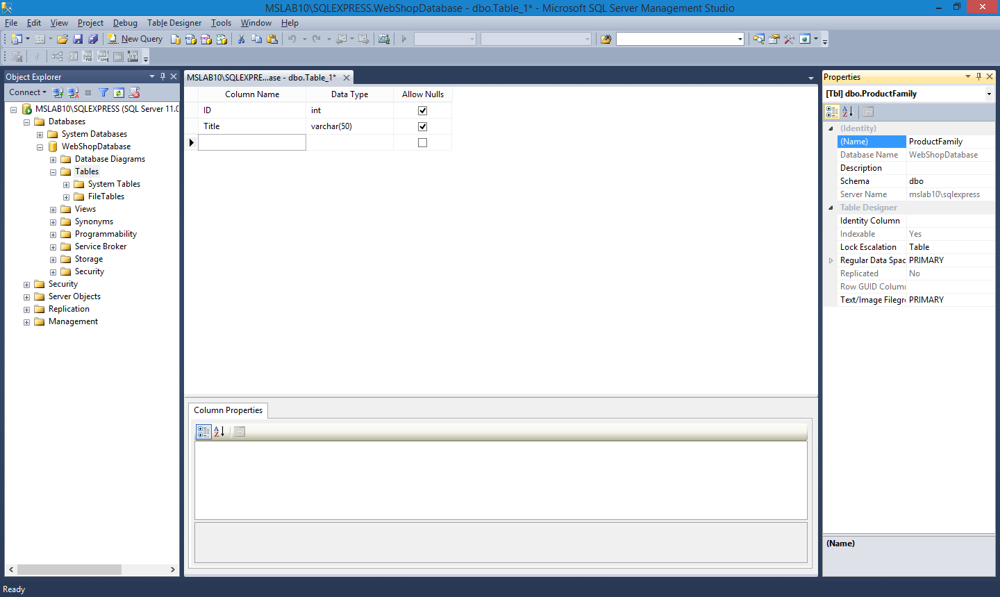 MSLAB10\SQLEXPRESS.WebShopDatabase - dbo.Table_1* - Microsoft SQL Server Management Studio
File Edit View Project Debug Table Designer Tools Window Help
New Query
Object Explorer
Connect
MSLAB10\SQLEXPRESS (SQL Server 11.0
Databases
System Databases
WebShopDatabase
Database Diagrams
Tables
System Tables
FileTables
Views
Synonyms
Programmability
Service Broker
Storage
Security
Security
Server Objects
Replication
Management
MSLAB10\SQLEXPRE...ase - dbo.Table_1*
Column Name Data Type Allow Nulls
ID int
Title varchar(50)
Column Properties
Properties
[Tbl] dbo.ProductFamily
(Identity)
(Name) ProductFamily
Database Name WebShopDatabase
Description
Schema dbo
Server Name mslab10\sqlexpress
Table Designer
Identity Column
Indexable Yes
Lock Escalation Table
Regular Data Spac PRIMARY
Replicated No
Row GUID Colum
Text/Image Filegr PRIMARY
(Name)
Ready